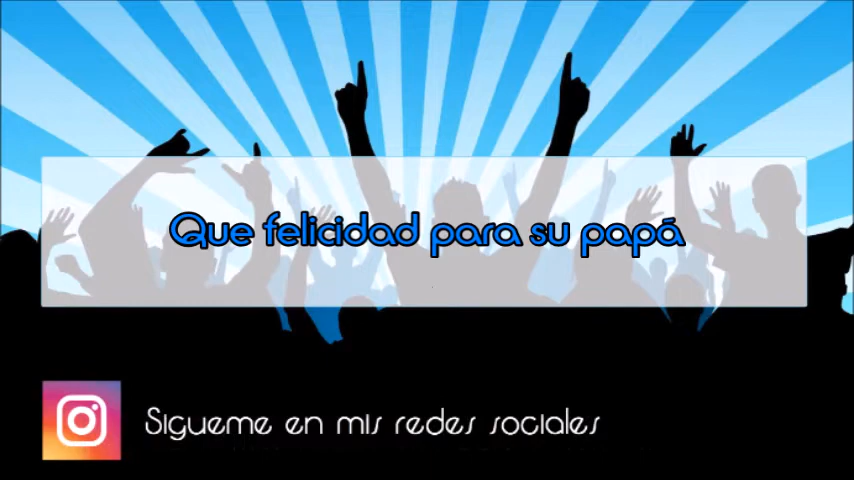 Que felicidad para su papá
Sigueme en mis redes sociales